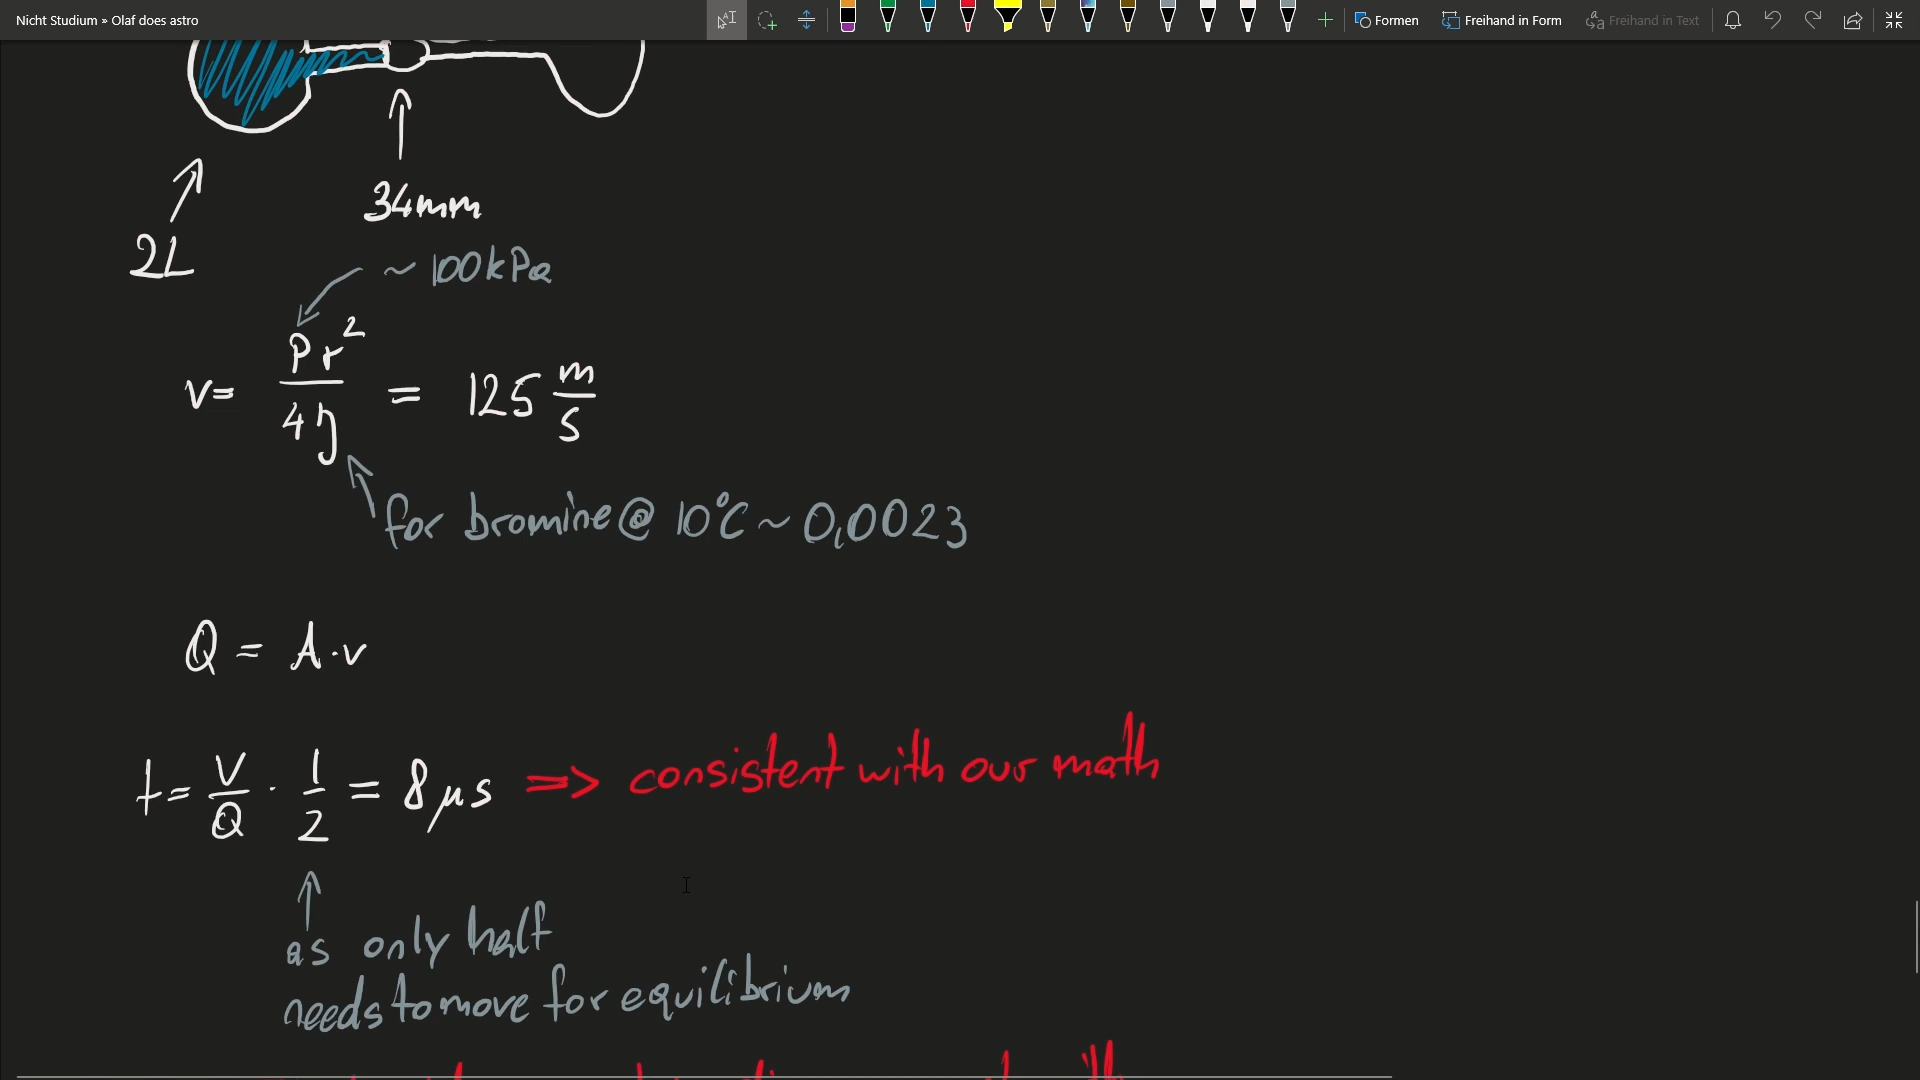 Nicht Studium » Olaf does astro
Formen
Freihand in Form
Freihand in Text
34mm
2L
~ 100kPa
v = Pr² / 4η = 125 m/s
for bromine @ 10°C ~ 0,0023
Q = A · v
t = V/Q · 1/2 = 8 μs => consistent with our math
as only half
needs to move for equilibrium